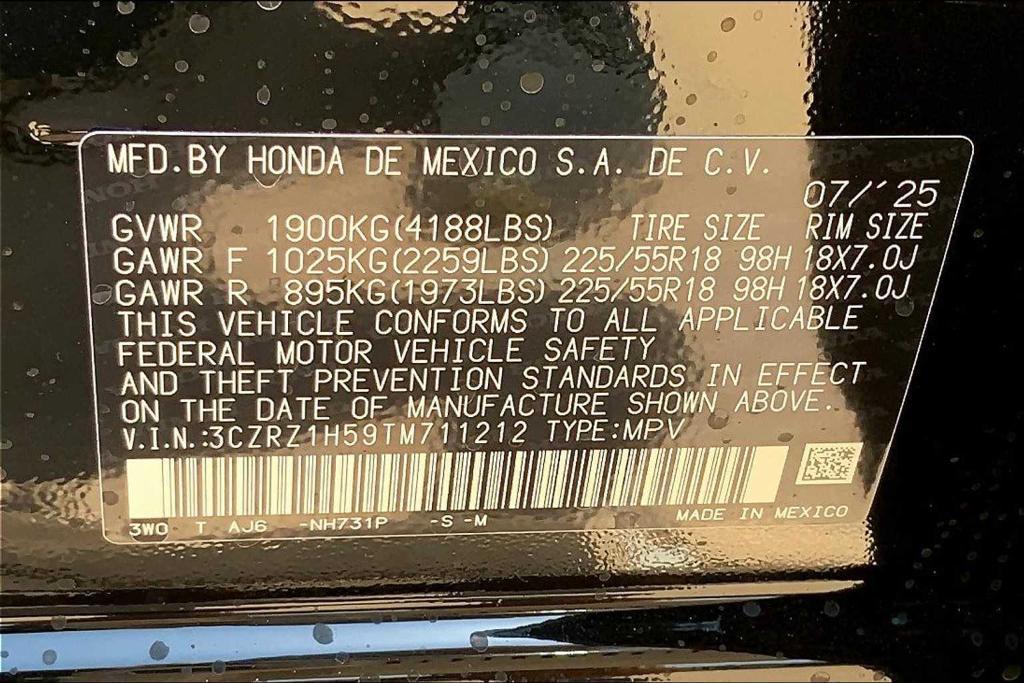 MFD.BY HONDA DE MEXICO S.A. DE C.V.
07/'25
GVWR 1900KG(4188LBS) TIRE SIZE RIM SIZE
GAWR F 1025KG(2259LBS) 225/55R18 98H 18X7.0J
GAWR R 895KG(1973LBS) 225/55R18 98H 18X7.0J
THIS VEHICLE CONFORMS TO ALL APPLICABLE
FEDERAL MOTOR VEHICLE SAFETY
AND THEFT PREVENTION STANDARDS IN EFFECT
ON THE DATE OF MANUFACTURE SHOWN ABOVE.
V.I.N.:3CZRZ1H59TM711212 TYPE:MPV
3W0 T AJ6 -NH731P -S -M MADE IN MEXICO